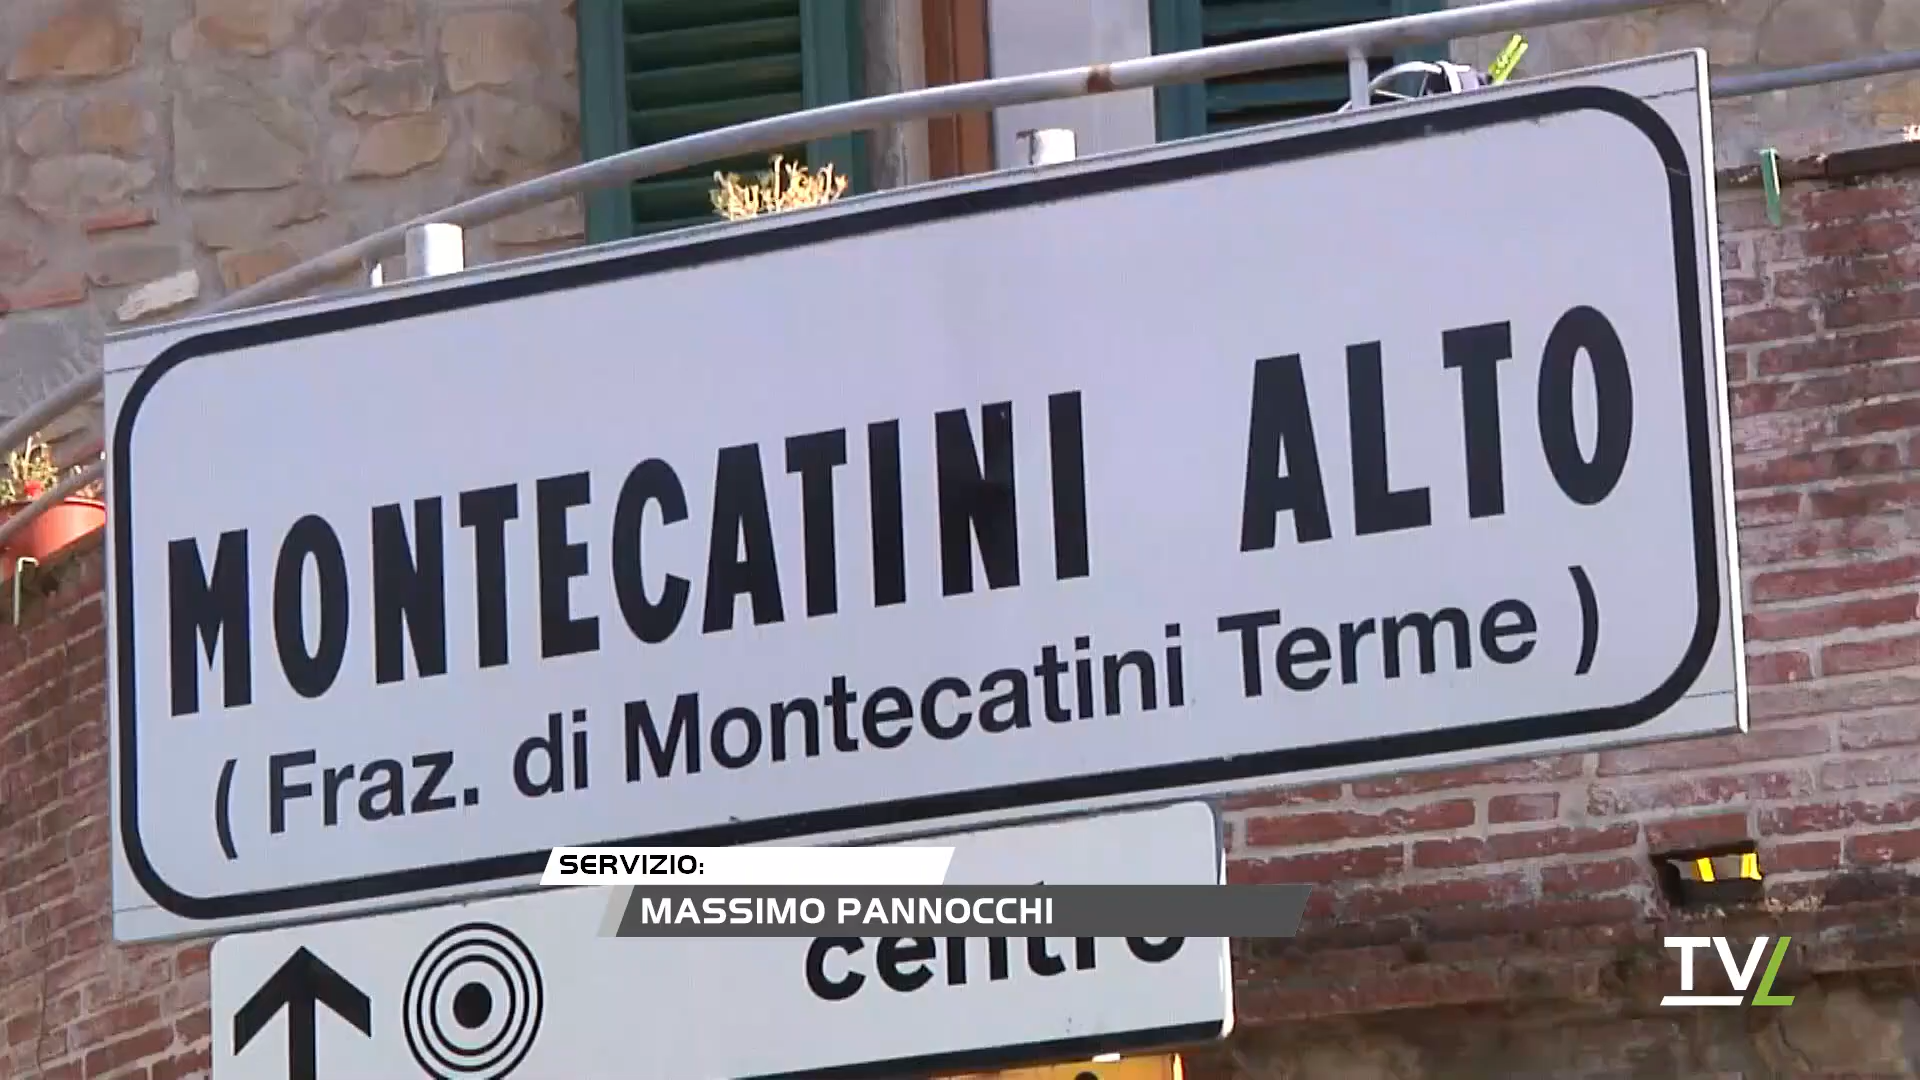 MONTECATINI ALTO
( Fraz. di Montecatini Terme )
SERVIZIO:
MASSIMO PANNOCCHI
centro
TVL